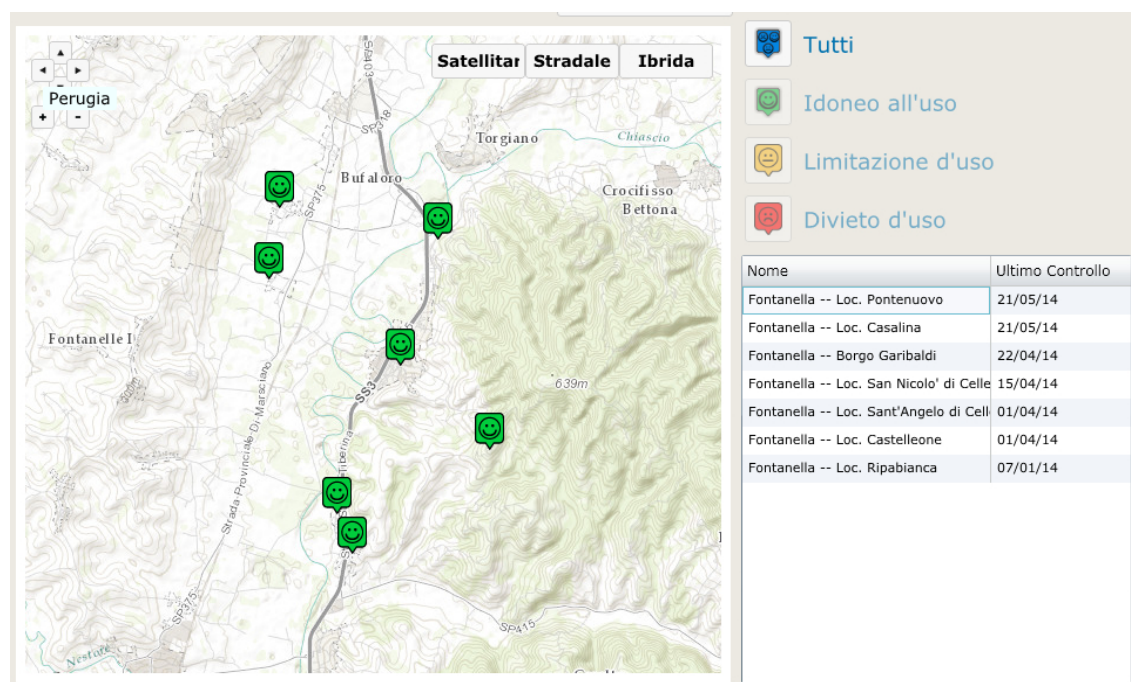 Satellitar Stradale Ibrida
Perugia
+ -
SP403
SP318
Torgiano
Chiascio
Bufaloro
SP375
Crocifisso
Bettona
Fontanelle I
639m
SS3
Strada-Provinciale-Di-Marsciano
Tiberina
SP375
SP415
Nestore
Tutti
Idoneo all'uso
Limitazione d'uso
Divieto d'uso
Nome Ultimo Controllo
Fontanella -- Loc. Pontenuovo 21/05/14
Fontanella -- Loc. Casalina 21/05/14
Fontanella -- Borgo Garibaldi 22/04/14
Fontanella -- Loc. San Nicolo' di Celle 15/04/14
Fontanella -- Loc. Sant'Angelo di Cell 01/04/14
Fontanella -- Loc. Castelleone 01/04/14
Fontanella -- Loc. Ripabianca 07/01/14